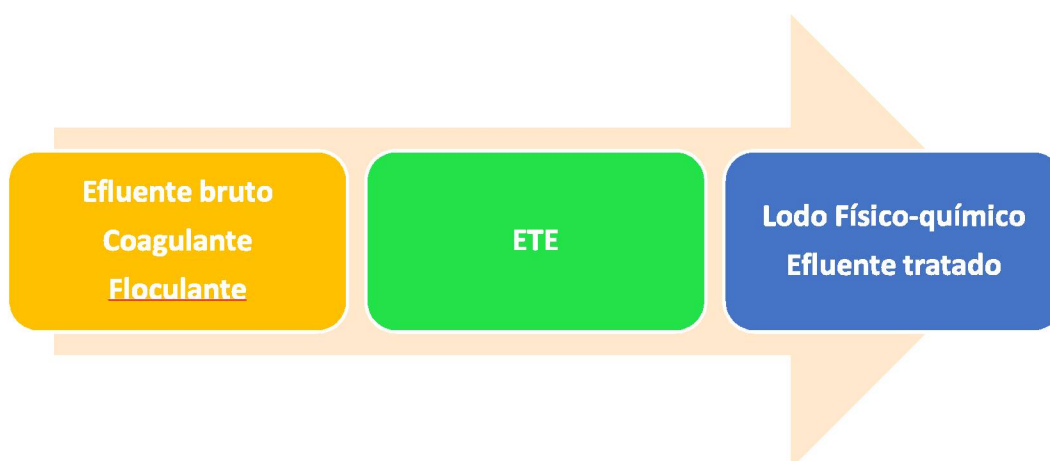 Efluente bruto
Coagulante
Floculante
ETE
Lodo Físico-químico
Efluente tratado